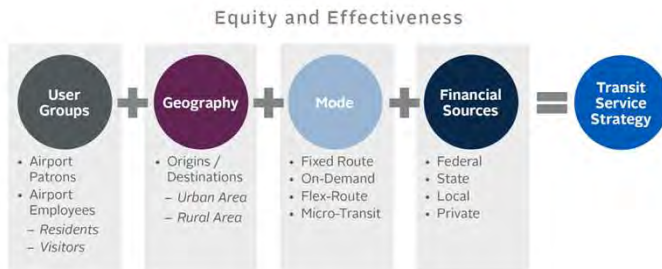 Equity and Effectiveness
User
Groups
+
Geography
+
Mode
+
Financial
Sources
=
Transit
Service
Strategy
• Airport
Patrons
• Airport
Employees
– Residents
– Visitors
• Origins /
Destinations
– Urban Area
– Rural Area
• Fixed Route
• On-Demand
• Flex-Route
• Micro-Transit
• Federal
• State
• Local
• Private